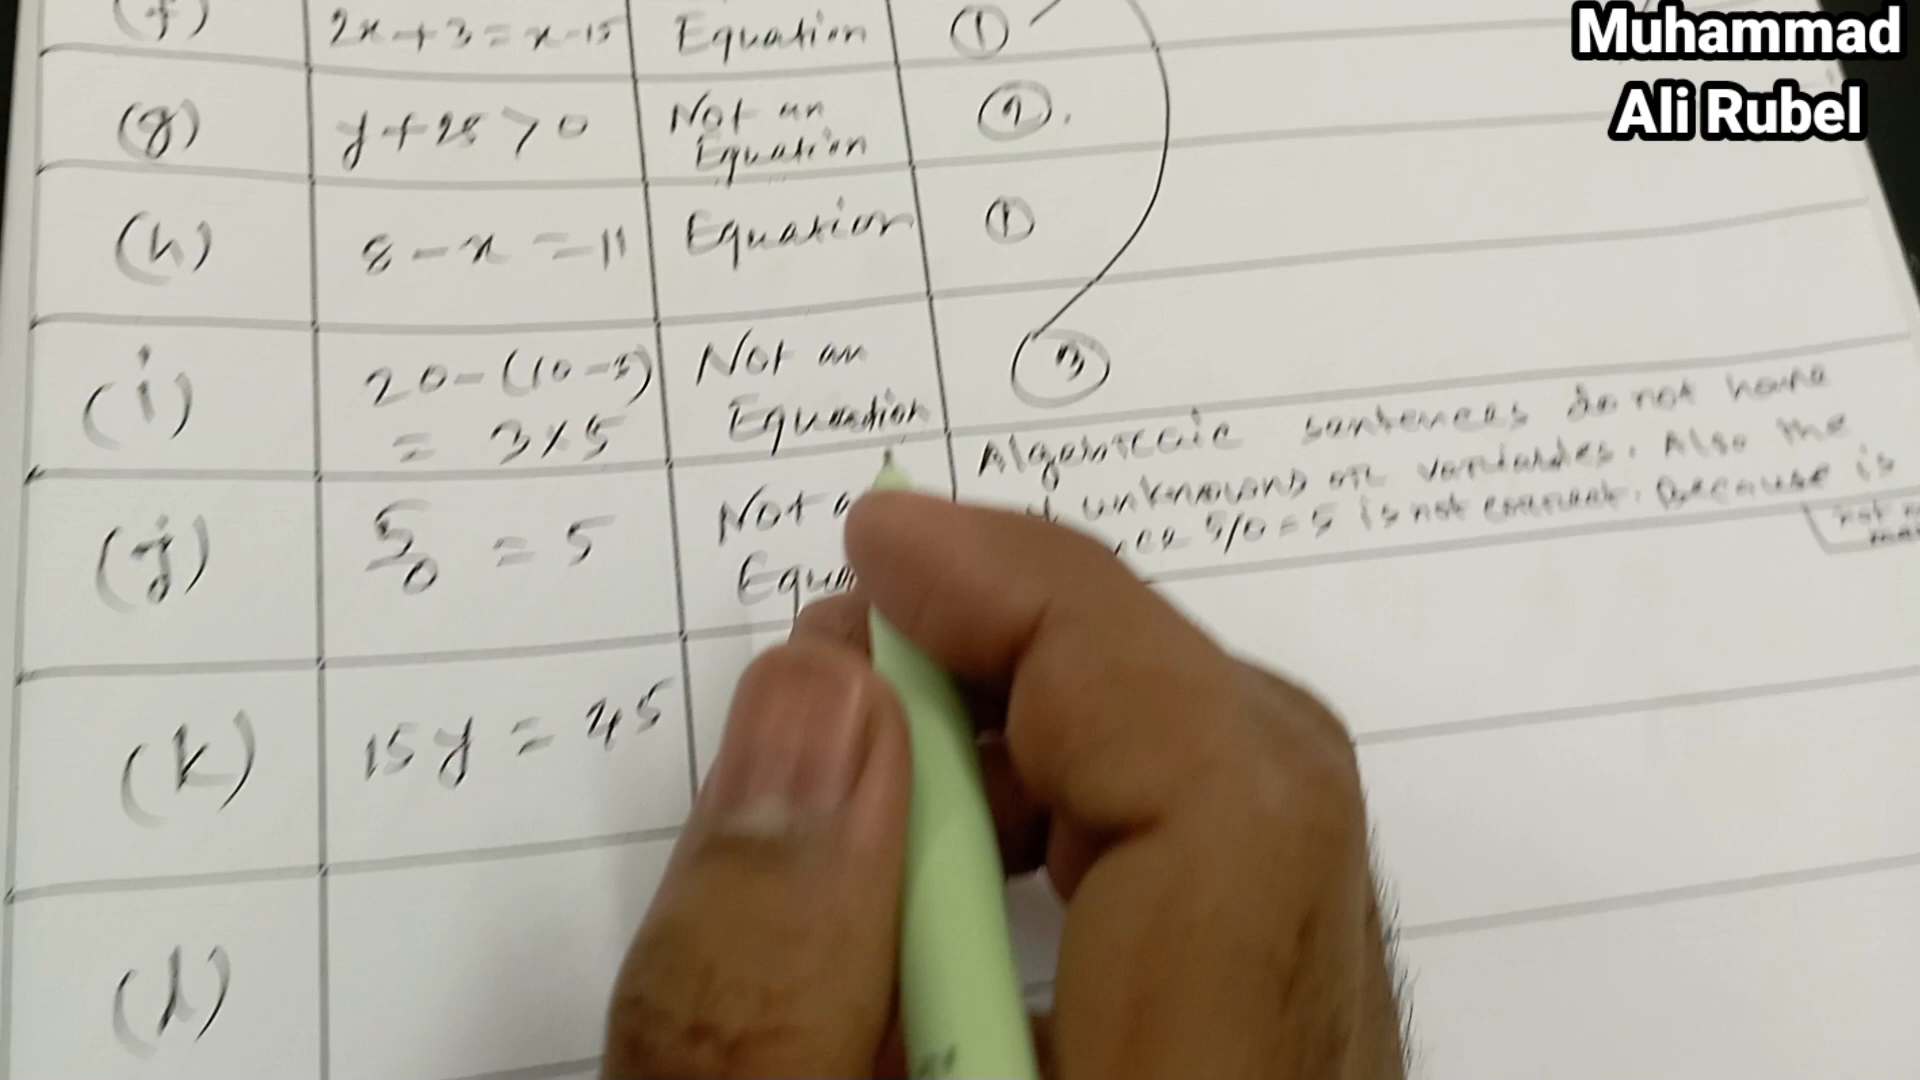 Muhammad
Ali Rubel
(f) 2x+3=x-15 Equation ①
(g) y+25>0 Not an
Equation ②.
(h) 8-x=11 Equation ①
(i) 20-(10-5) Not an ③
= 3×5 Equation
(j) 5/0 = 5 Not
Equa
Algebraic sentences do not have
unknowns or variables. Also the
5/0=5 is not correct. Because is
not
(k) 15y = 45
(l)